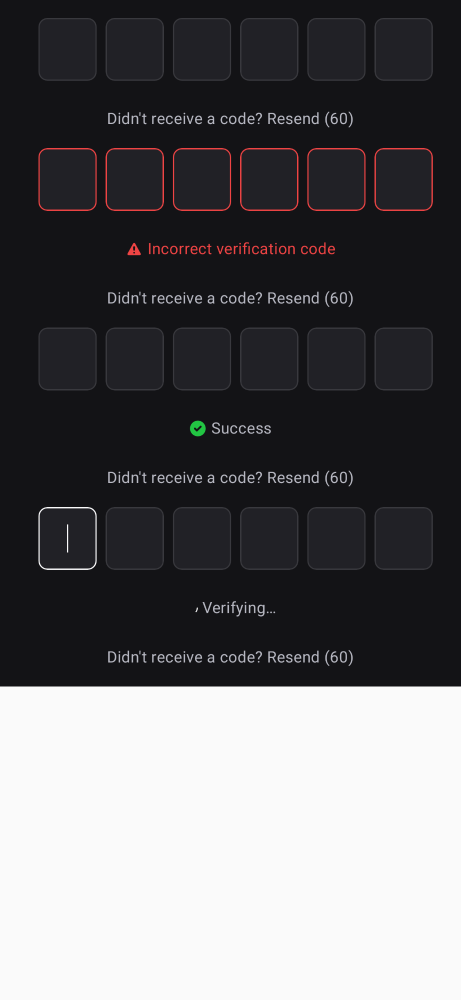 Didn't receive a code? Resend (60)
Incorrect verification code
Didn't receive a code? Resend (60)
Success
Didn't receive a code? Resend (60)
Verifying…
Didn't receive a code? Resend (60)